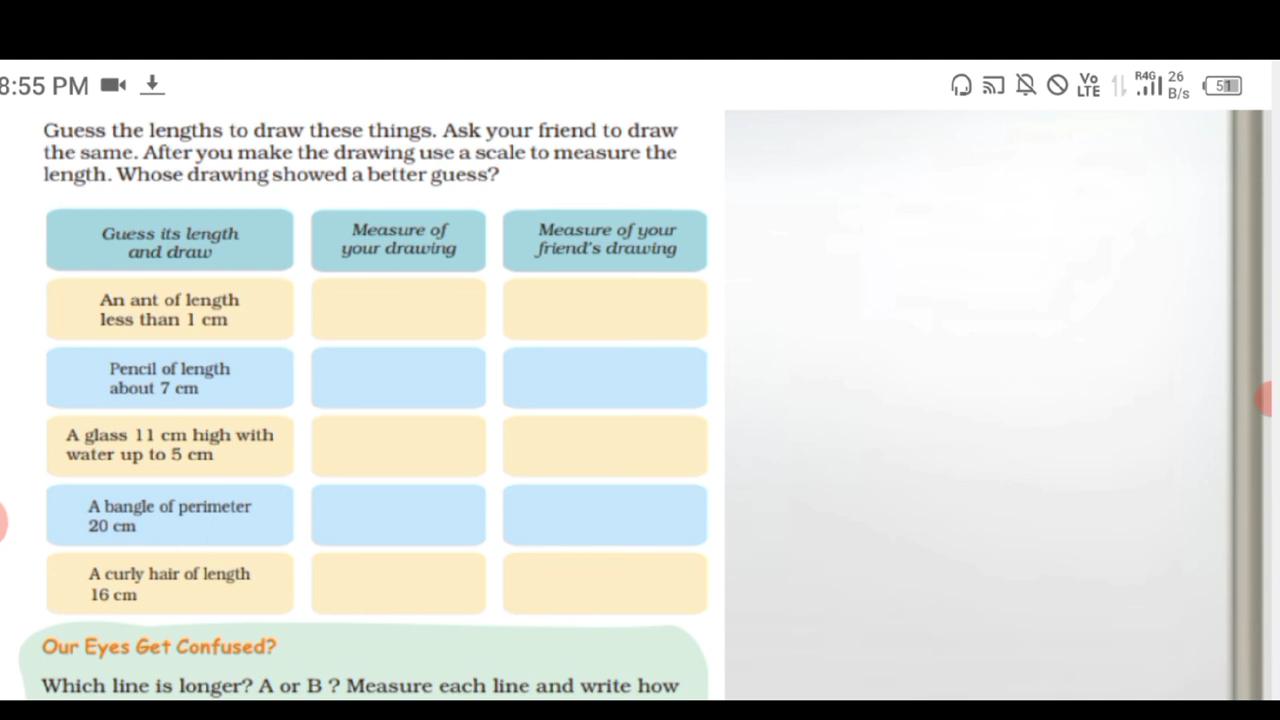 8:55 PM
Vo
LTE
R4G
26
B/s
51
Guess the lengths to draw these things. Ask your friend to draw
the same. After you make the drawing use a scale to measure the
length. Whose drawing showed a better guess?
Guess its length
and draw
Measure of
your drawing
Measure of your
friend's drawing
An ant of length
less than 1 cm
Pencil of length
about 7 cm
A glass 11 cm high with
water up to 5 cm
A bangle of perimeter
20 cm
A curly hair of length
16 cm
Our Eyes Get Confused?
Which line is longer? A or B ? Measure each line and write how